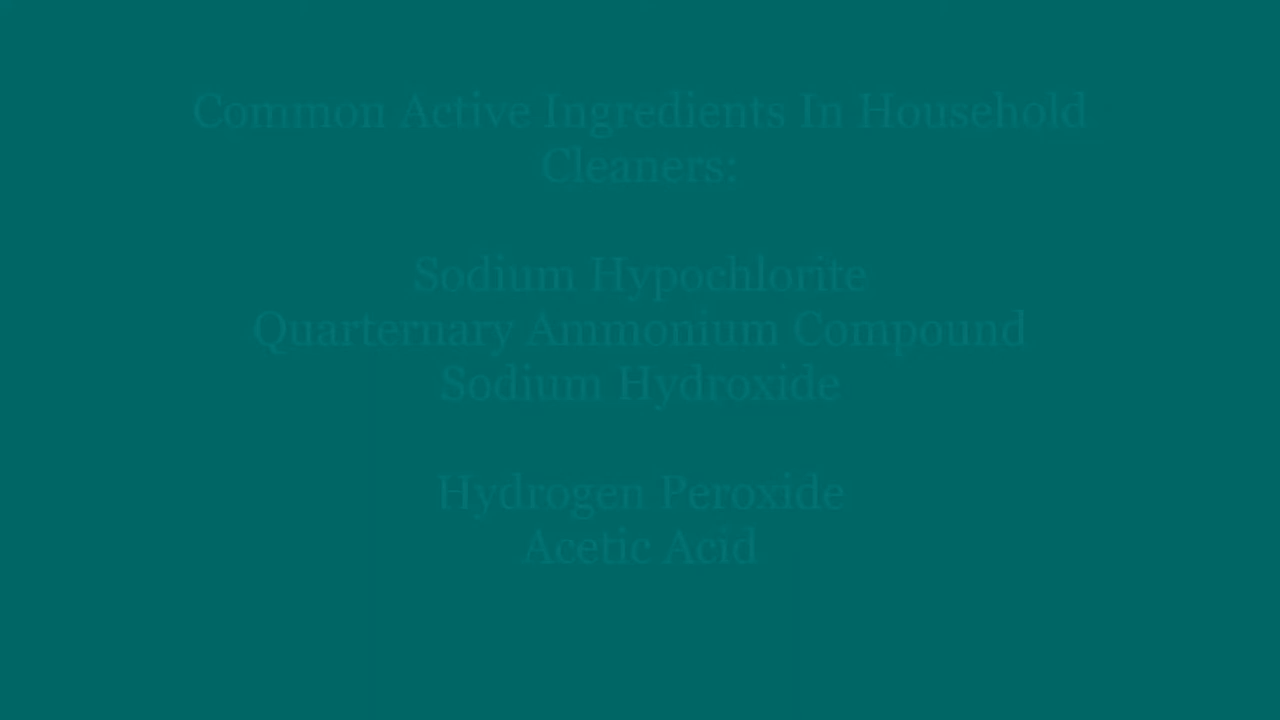 Common Active Ingredients In Household
Cleaners:
Sodium Hypochlorite
Quarternary Ammonium Compound
Sodium Hydroxide
Hydrogen Peroxide
Acetic Acid